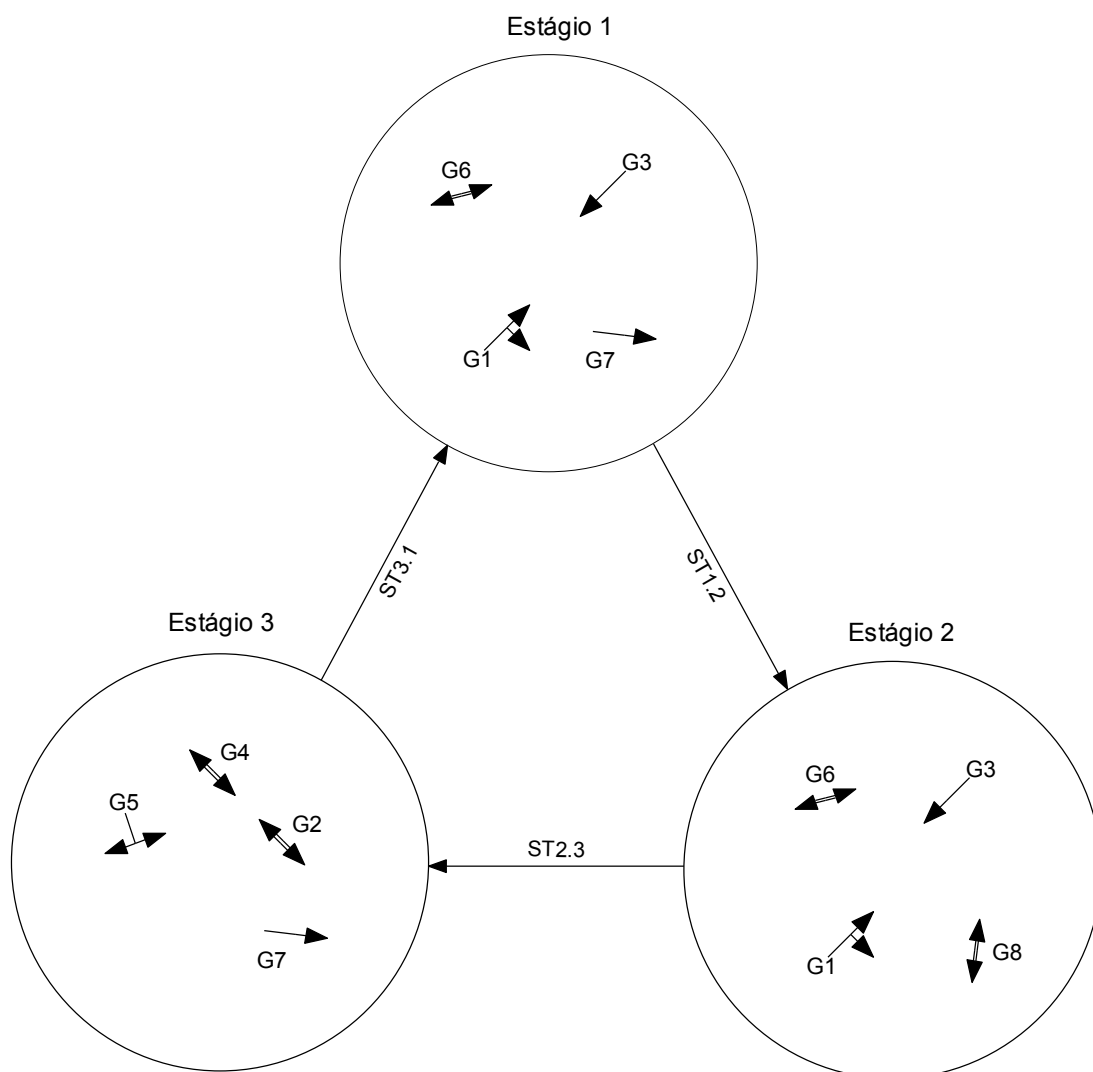 Estágio 1
G6
G3
G1
G7
ST3.1
ST1.2
Estágio 3
Estágio 2
G4
G5
G2
G7
ST2.3
G6
G3
G1
G8